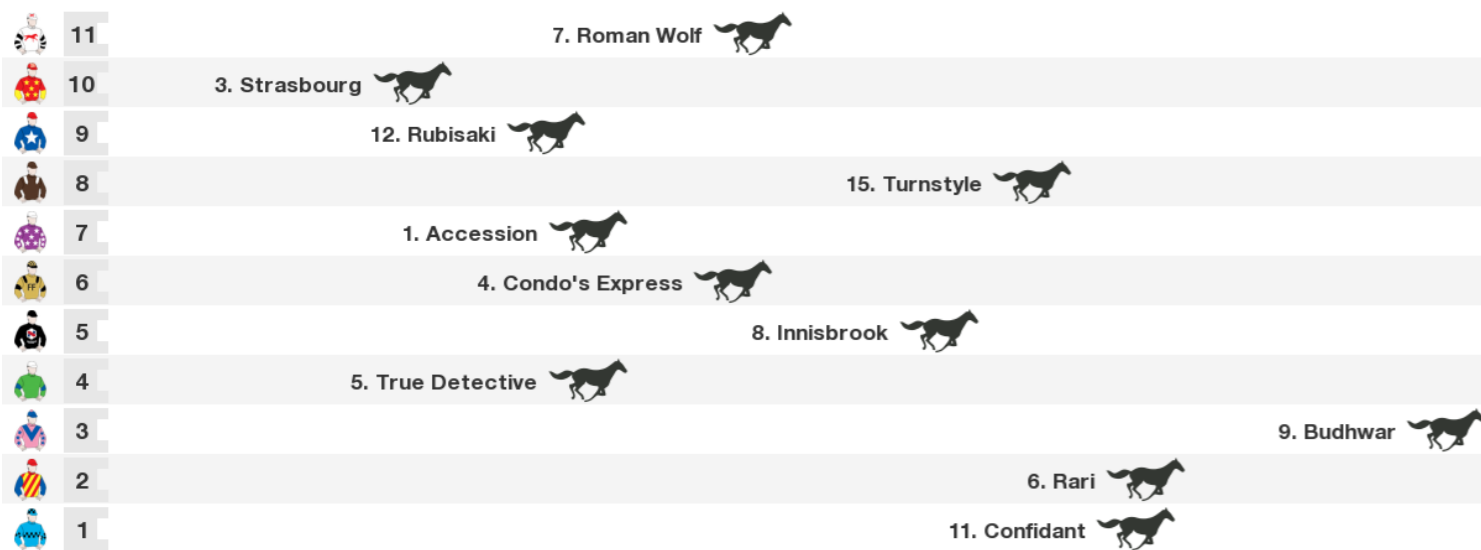 11 7. Roman Wolf
10 3. Strasbourg
9 12. Rubisaki
8 15. Turnstyle
7 1. Accession
FF 6 4. Condo's Express
5 8. Innisbrook
4 5. True Detective
3 9. Budhwar
2 6. Rari
1 11. Confidant